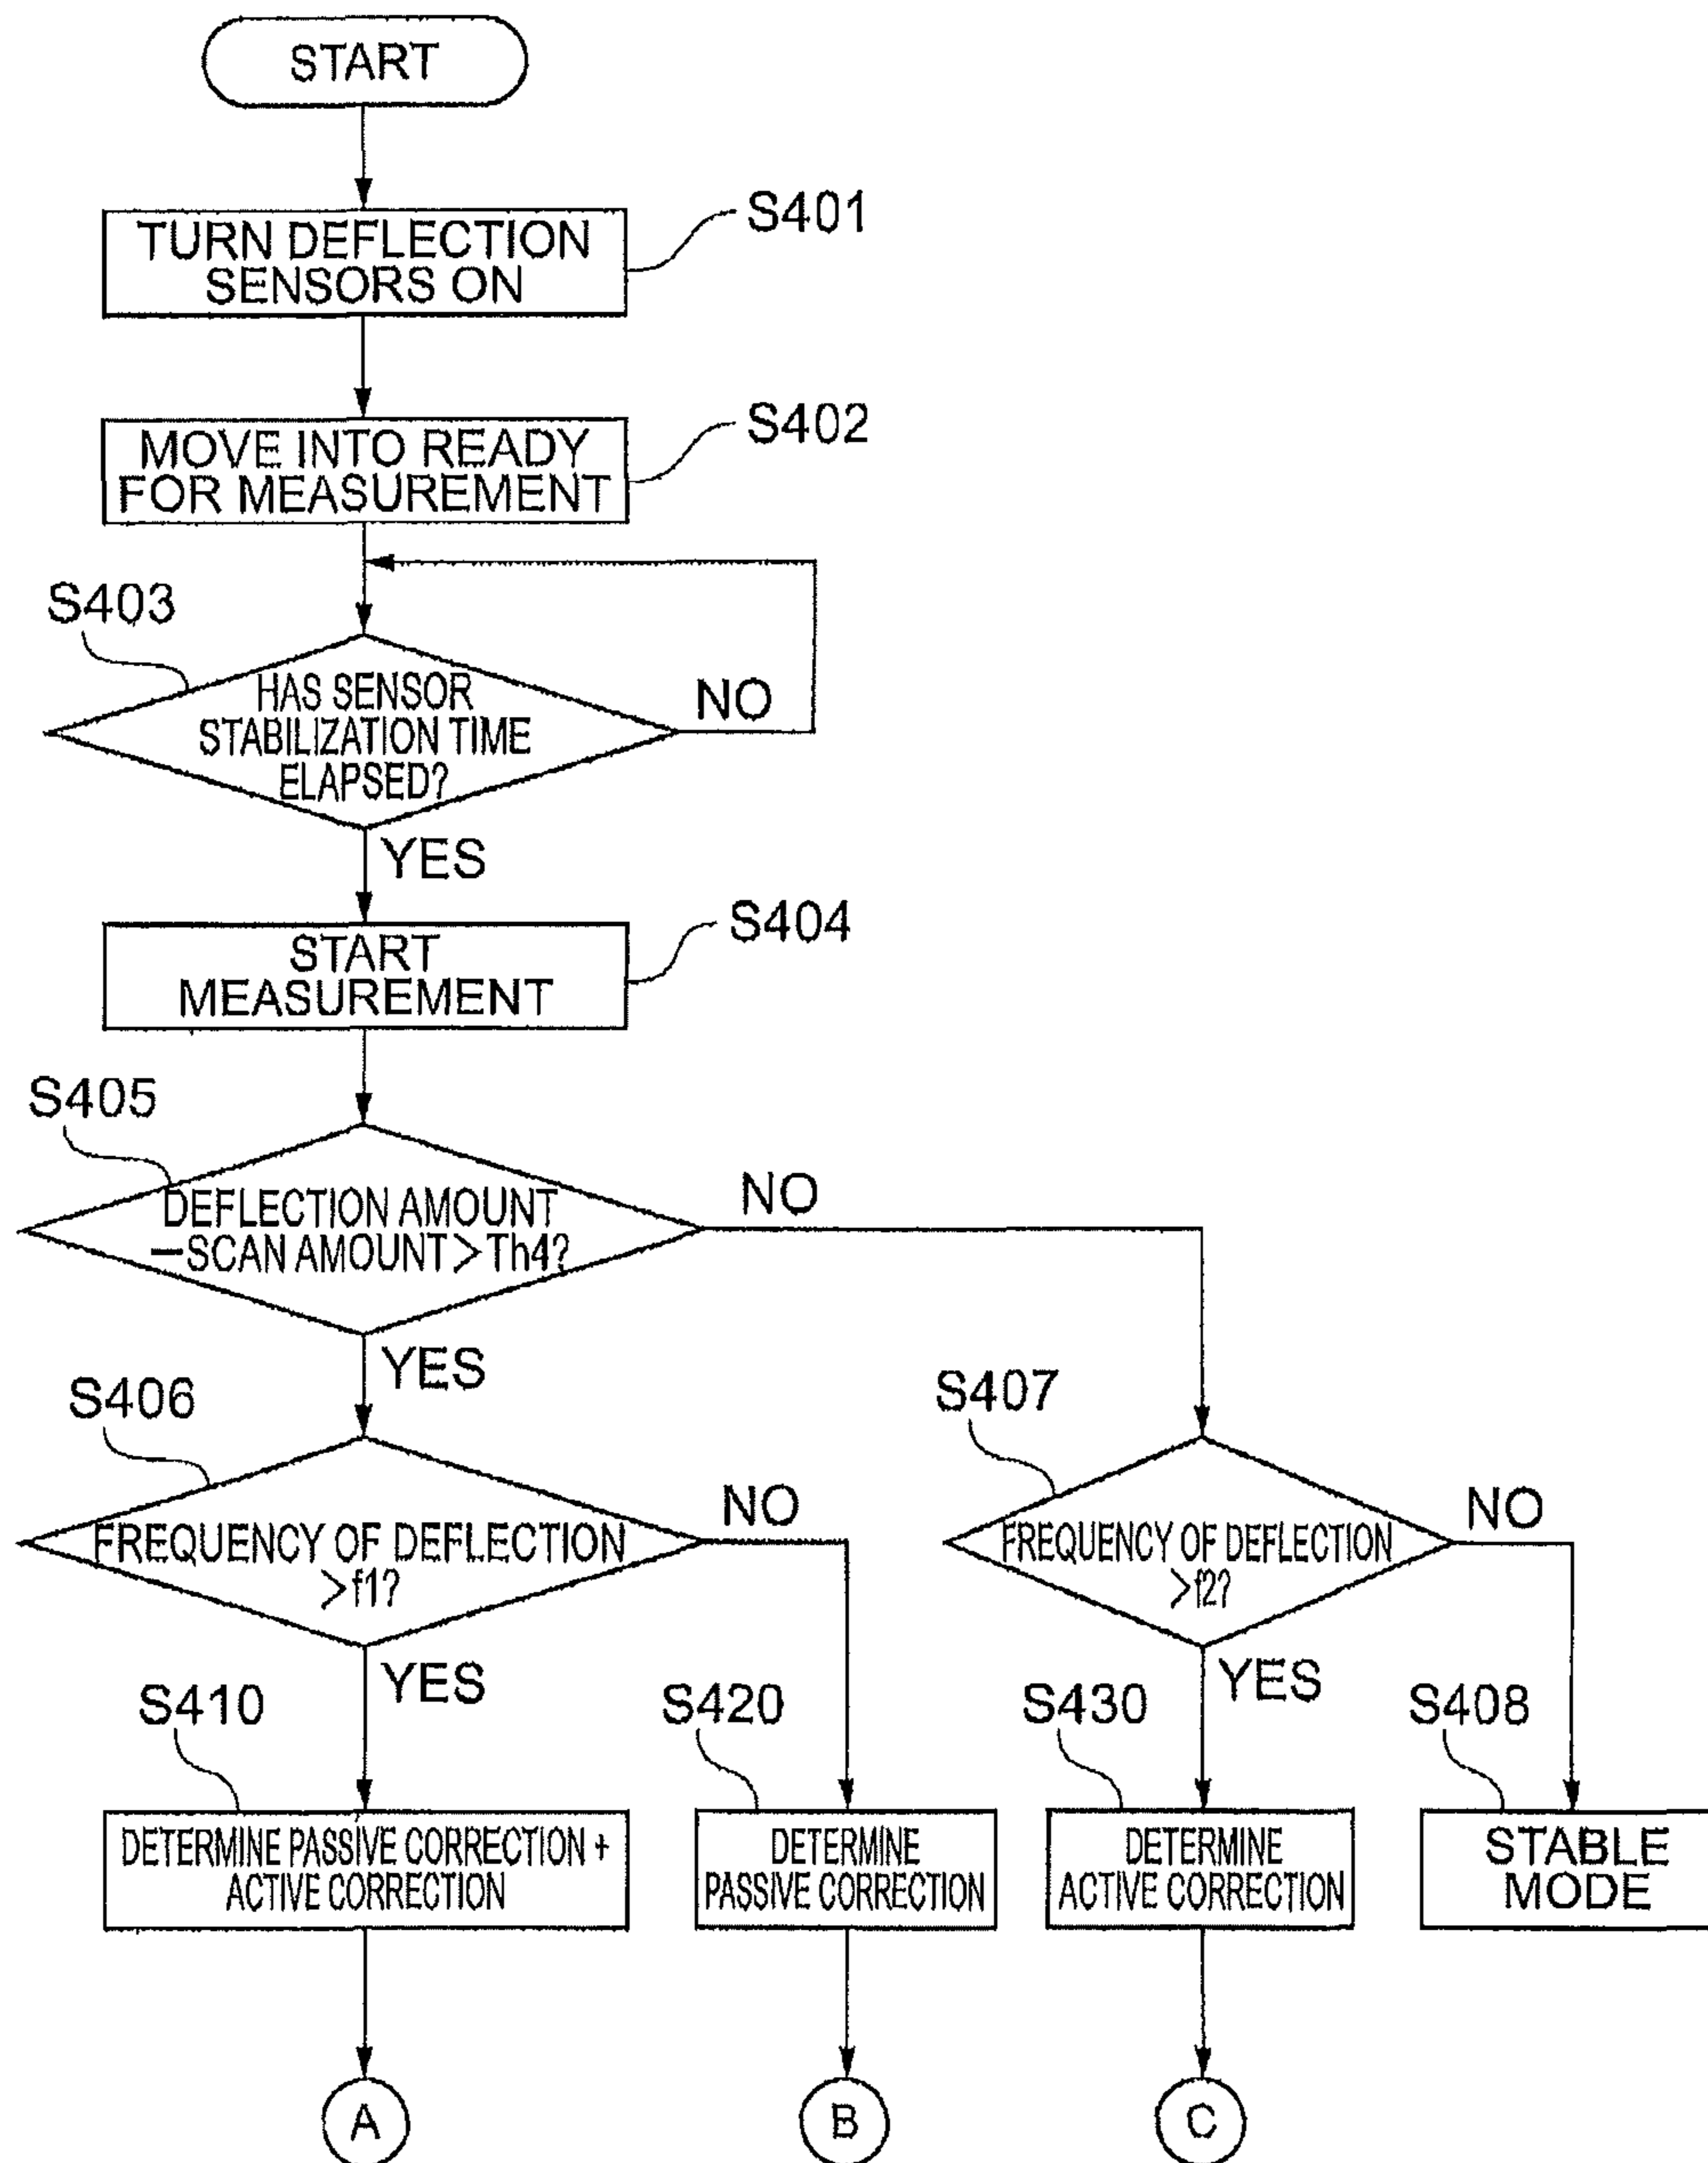 START
S401
TURN DEFLECTION
SENSORS ON
S402
MOVE INTO READY
FOR MEASUREMENT
S403
HAS SENSOR
STABILIZATION TIME
ELAPSED?
NO
YES
S404
START
MEASUREMENT
S405
DEFLECTION AMOUNT
—SCAN AMOUNT>Th4?
NO
YES
S406
FREQUENCY OF DEFLECTION
>f1?
NO
YES
S407
FREQUENCY OF DEFLECTION
>f2?
NO
YES
S410
DETERMINE PASSIVE CORRECTION +
ACTIVE CORRECTION
S420
DETERMINE
PASSIVE CORRECTION
S430
DETERMINE
ACTIVE CORRECTION
S408
STABLE
MODE
A
B
C